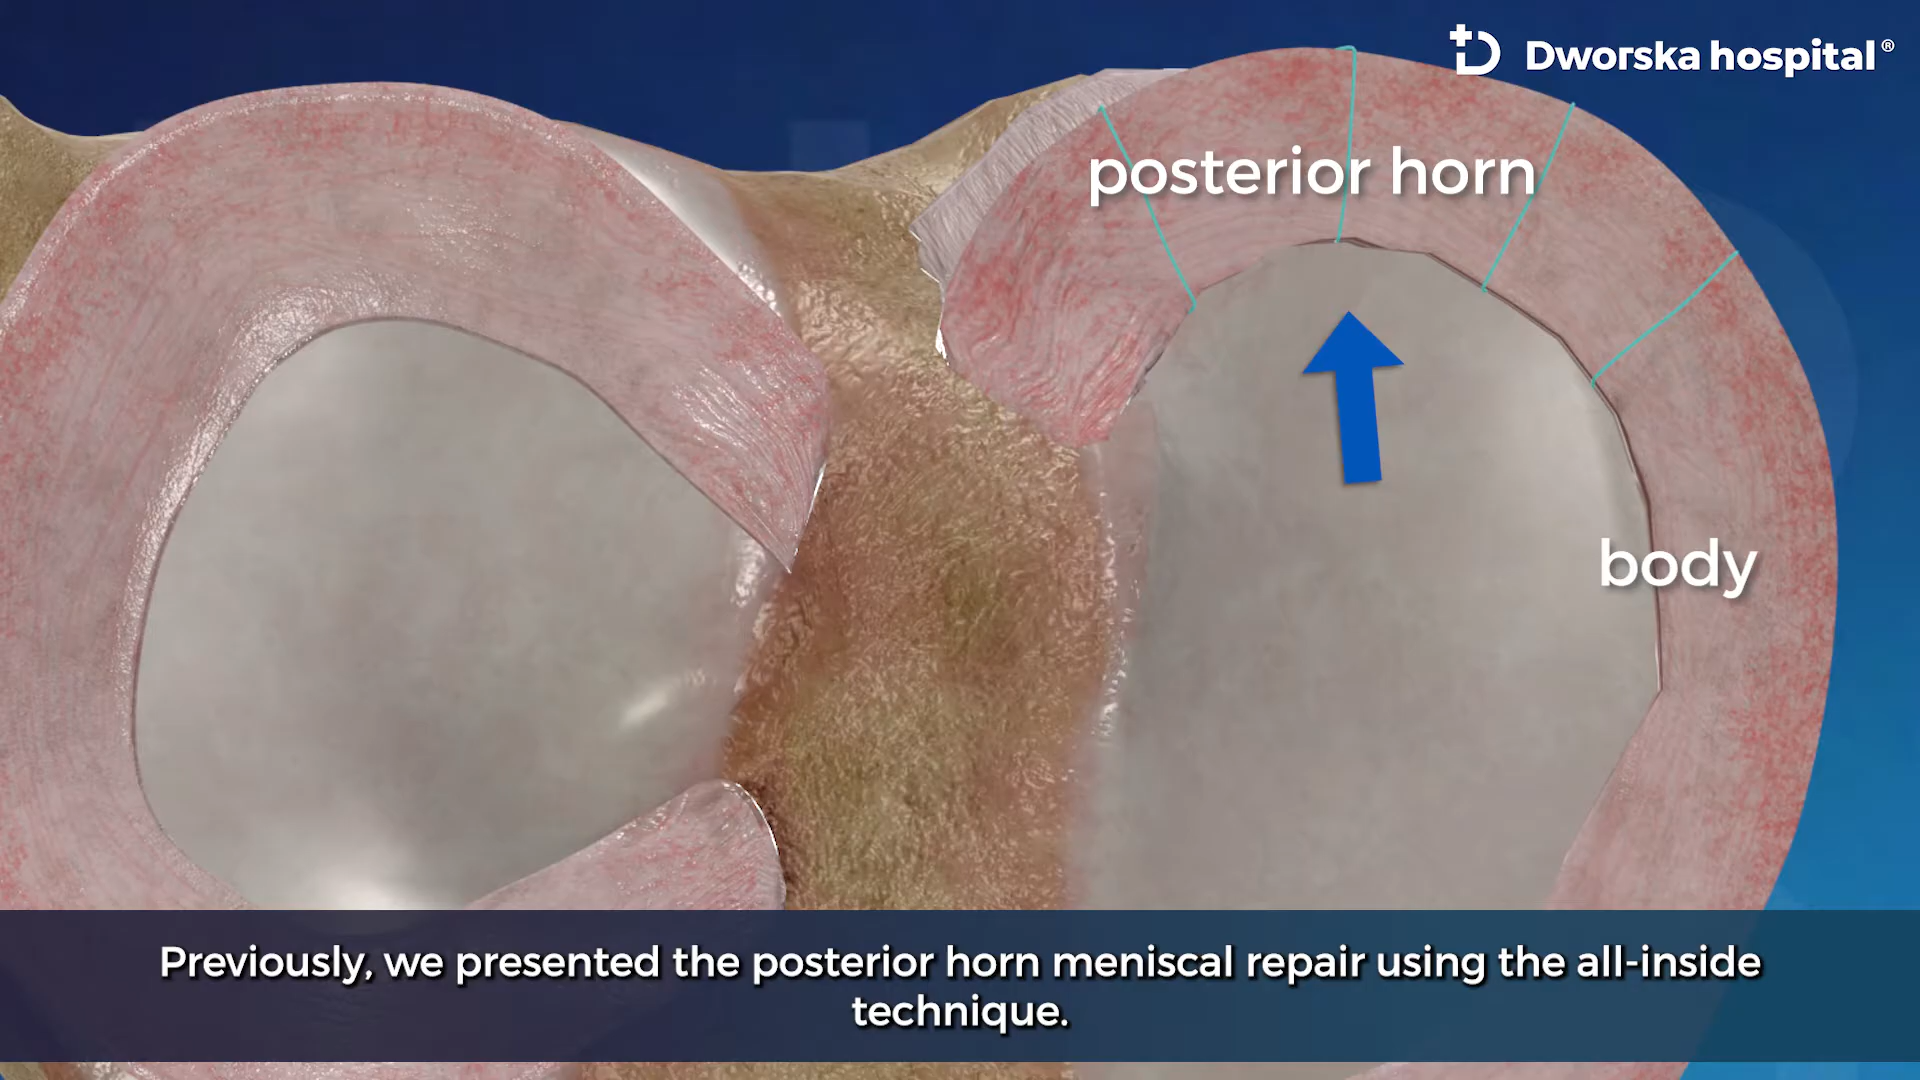 Dworska hospital®
posterior horn
body
Previously, we presented the posterior horn meniscal repair using the all-inside
technique.